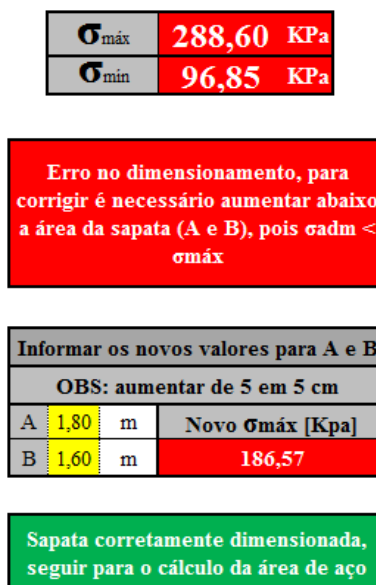 σmáx 288,60 KPa
σmin 96,85 KPa
Erro no dimensionamento, para
corrigir é necessário aumentar abaixo
a área da sapata (A e B), pois σadm <
σmáx
Informar os novos valores para A e B
OBS: aumentar de 5 em 5 cm
A 1,80 m Novo σmáx [Kpa]
B 1,60 m 186,57
Sapata corretamente dimensionada,
seguir para o cálculo da área de aço